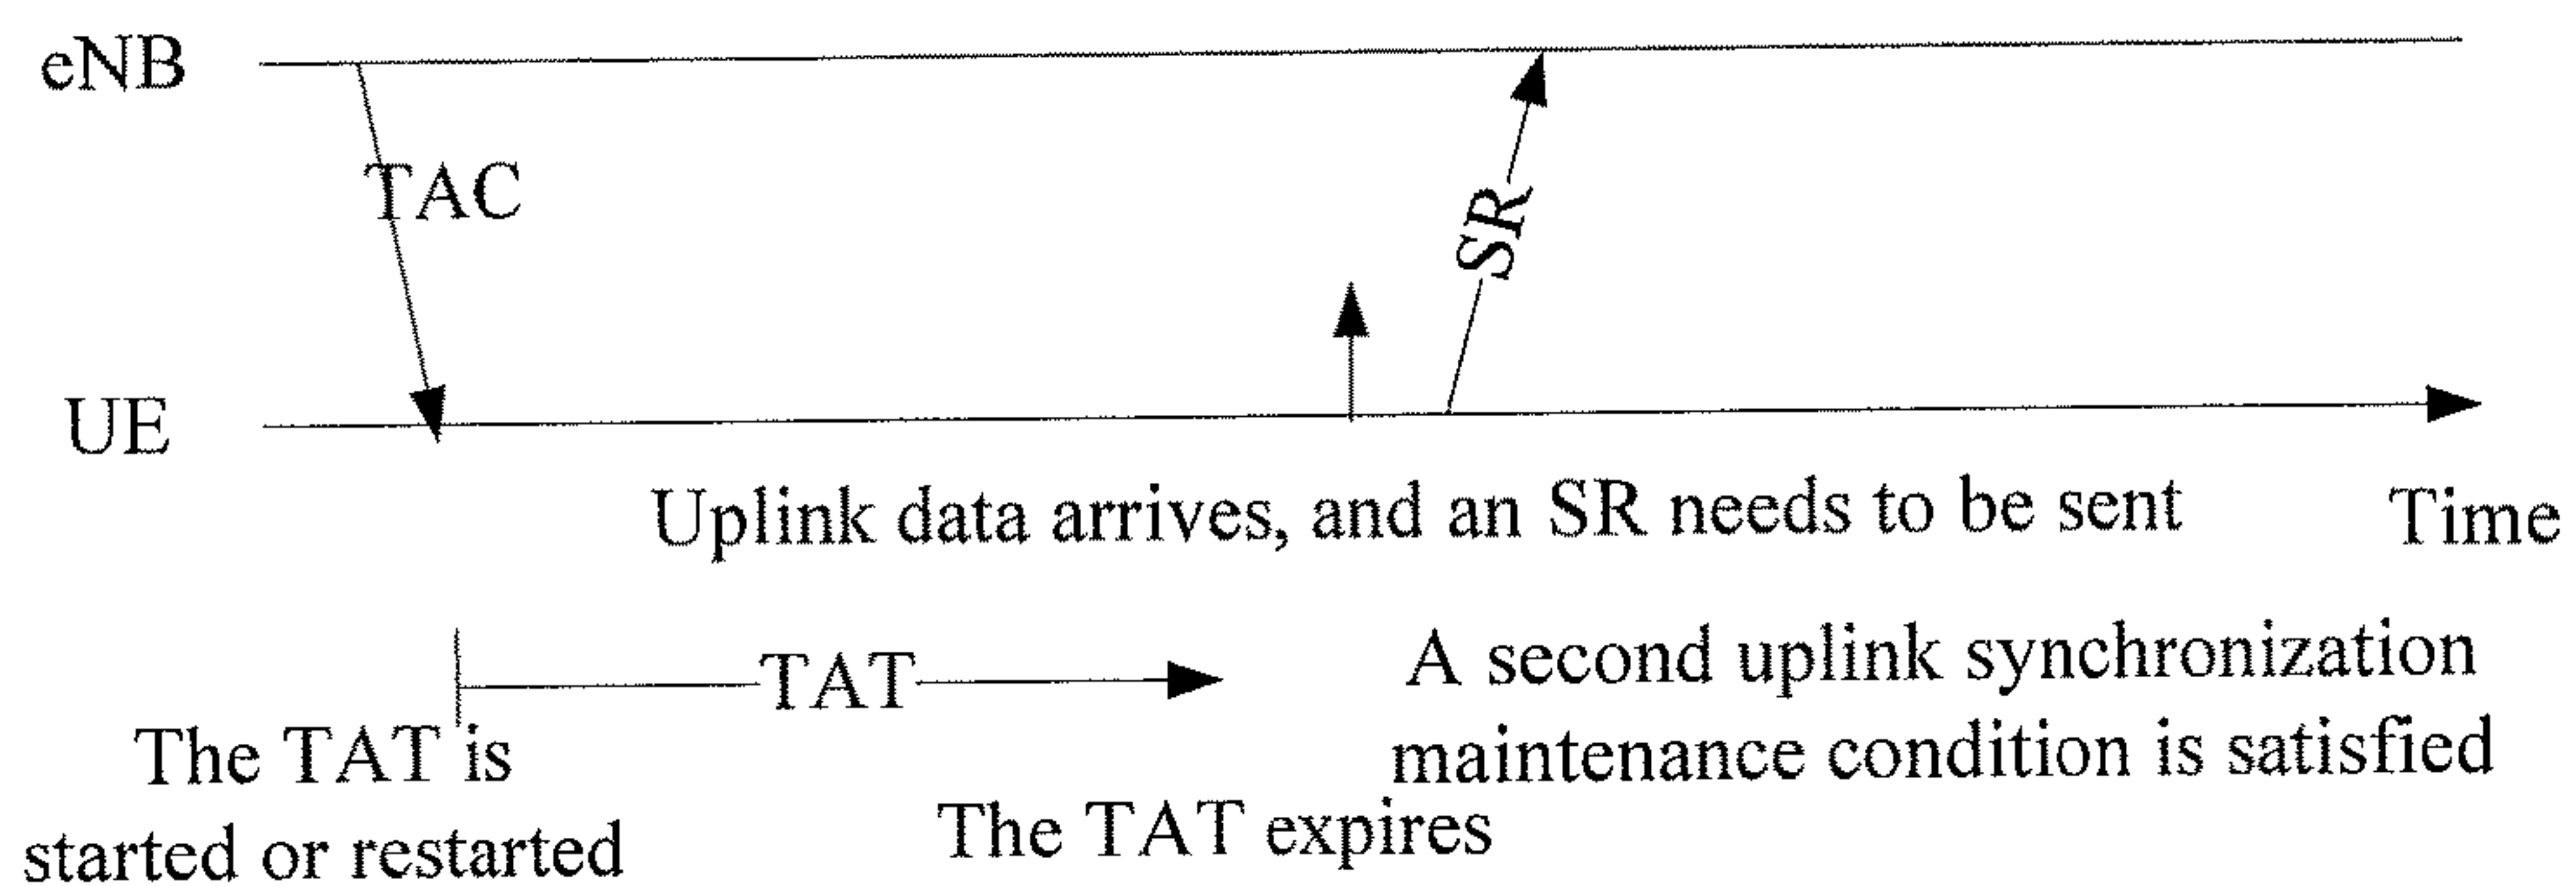 eNB
TAC
SR
UE
Uplink data arrives, and an SR needs to be sent
Time
TAT
The TAT is
started or restarted
The TAT expires
A second uplink synchronization
maintenance condition is satisfied